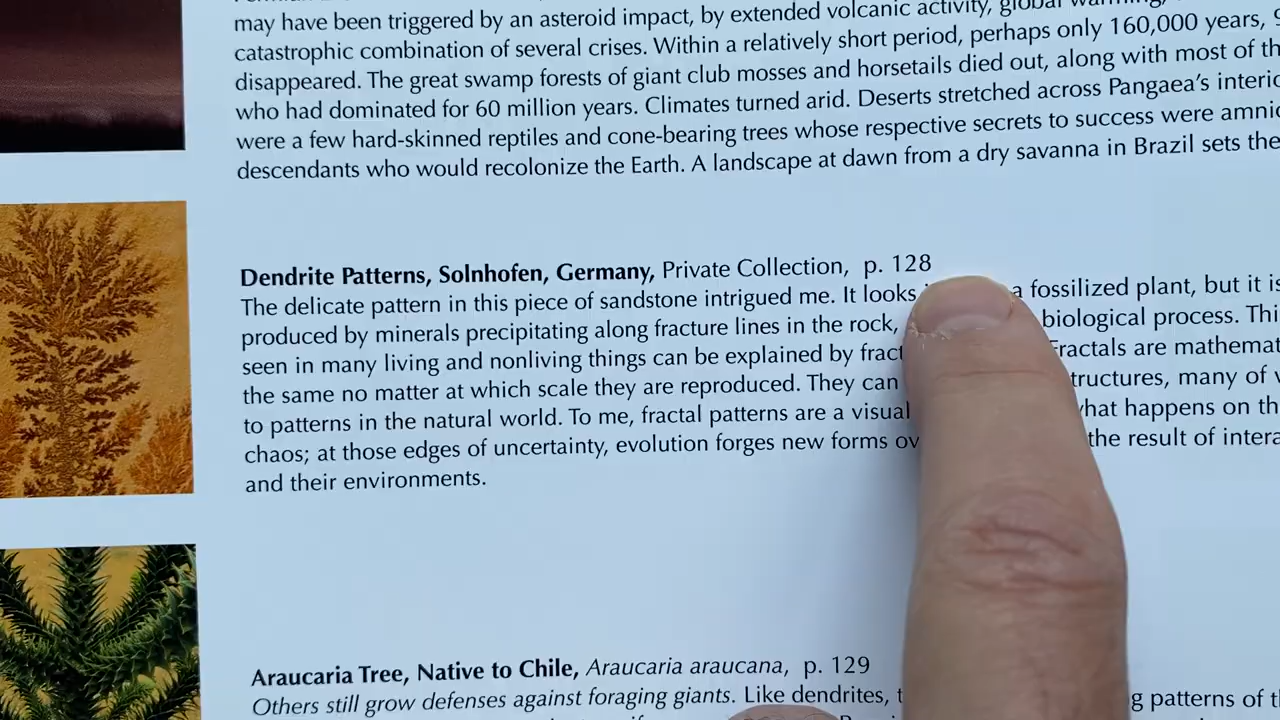 may have been triggered by an asteroid impact, by extended volcanic activity, global warming,
catastrophic combination of several crises. Within a relatively short period, perhaps only 160,000 years,
disappeared. The great swamp forests of giant club mosses and horsetails died out, along with most of
who had dominated for 60 million years. Climates turned arid. Deserts stretched across Pangaea's
were a few hard-skinned reptiles and cone-bearing trees whose respective secrets to success were
descendants who would recolonize the Earth. A landscape at dawn from a dry savanna in Brazil sets the
Dendrite Patterns, Solnhofen, Germany, Private Collection, p. 128
The delicate pattern in this piece of sandstone intrigued me. It looks a fossilized plant, but it is
produced by minerals precipitating along fracture lines in the rock, biological process.
seen in many living and nonliving things can be explained by Fractals are
the same no matter at which scale they are reproduced. They can structures, many of
to patterns in the natural world. To me, fractal patterns are a visual what happens on
chaos; at those edges of uncertainty, evolution forges new forms the result of
and their environments.
Araucaria Tree, Native to Chile, Araucaria araucana, p. 129
Others still grow defenses against foraging giants. Like dendrites, patterns of